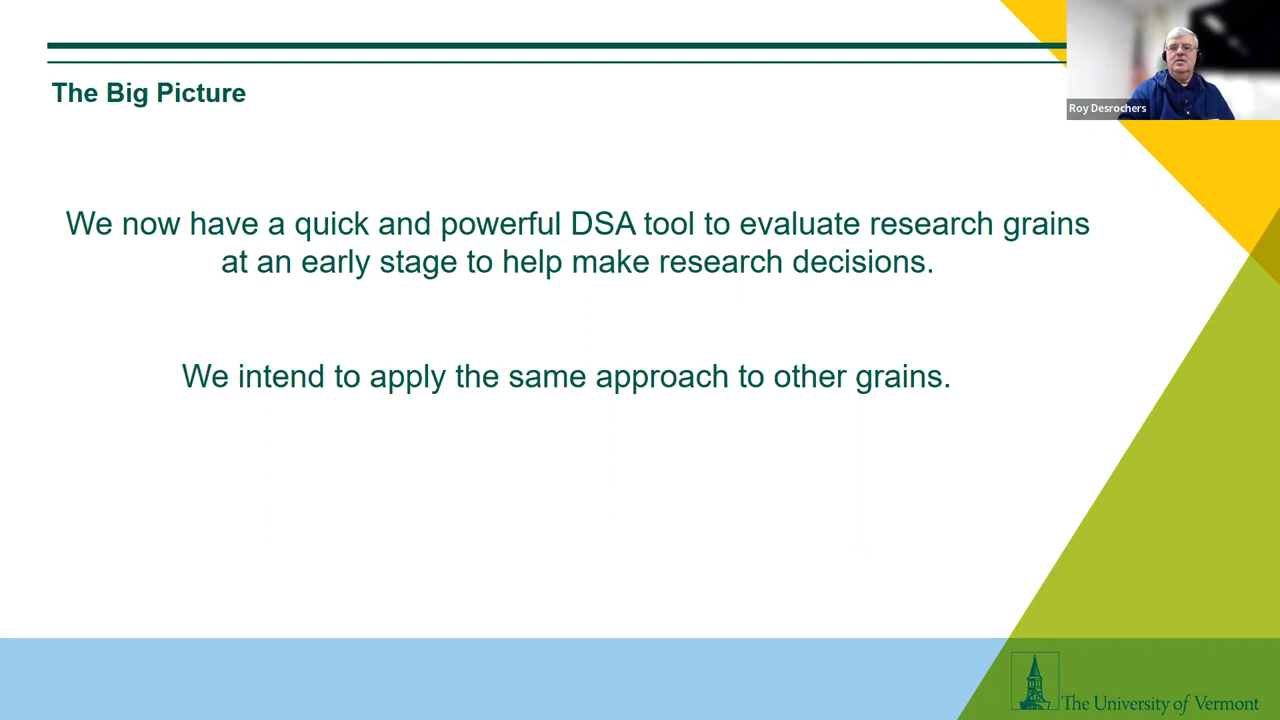 The Big Picture
Roy Desrochers
We now have a quick and powerful DSA tool to evaluate research grains
at an early stage to help make research decisions.
We intend to apply the same approach to other grains.
The University of Vermont